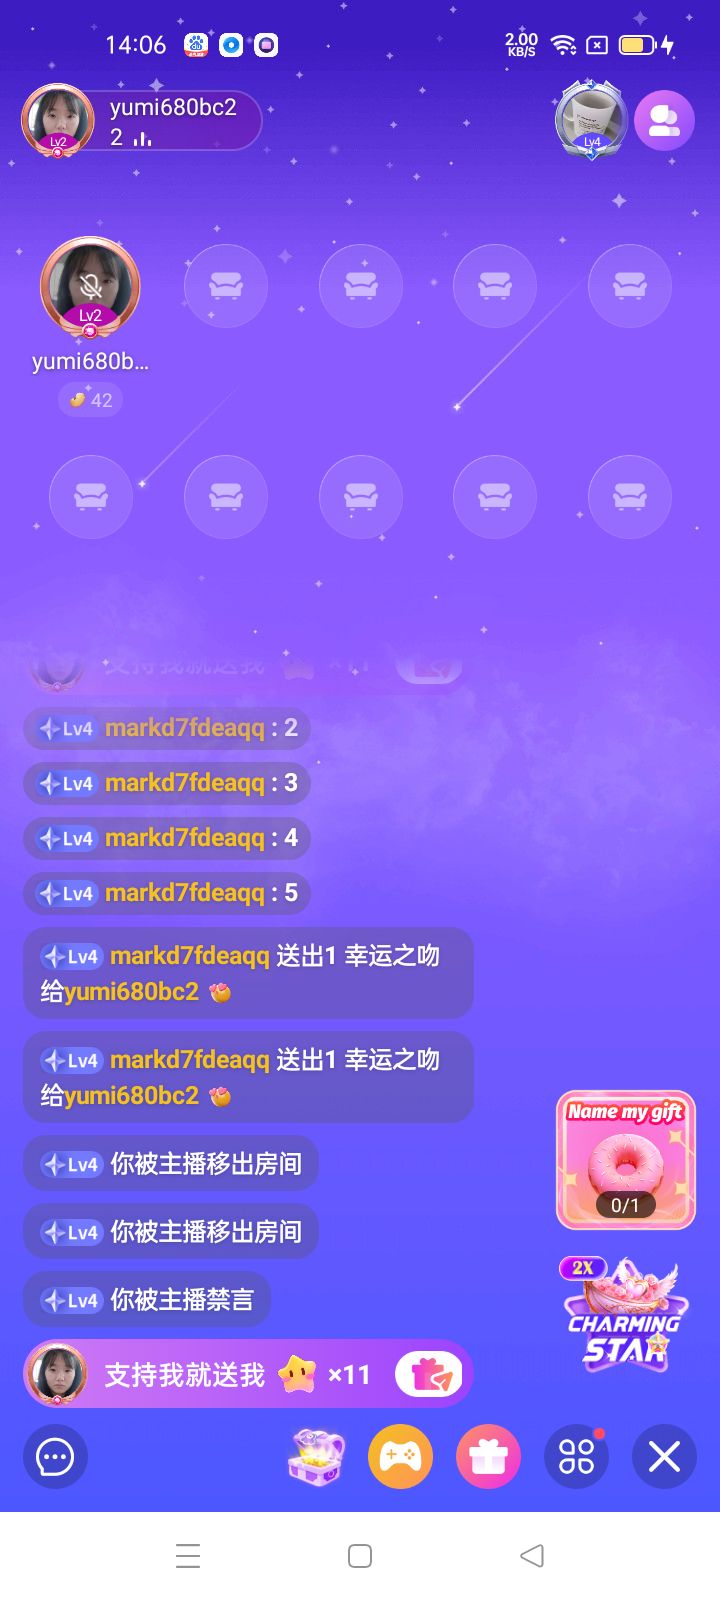 14:06
2.00
KB/S
yumi680bc2
2
Lv2
Lv4
Lv2
yumi680b...
42
支持我就送我 ×11
Lv4 markd7fdeaqq : 2
Lv4 markd7fdeaqq : 3
Lv4 markd7fdeaqq : 4
Lv4 markd7fdeaqq : 5
Lv4 markd7fdeaqq 送出1 幸运之吻
给yumi680bc2
Lv4 markd7fdeaqq 送出1 幸运之吻
给yumi680bc2
Lv4 你被主播移出房间
Lv4 你被主播移出房间
Lv4 你被主播禁言
Name my gift
0/1
2X
CHARMING
STAR
支持我就送我 ×11